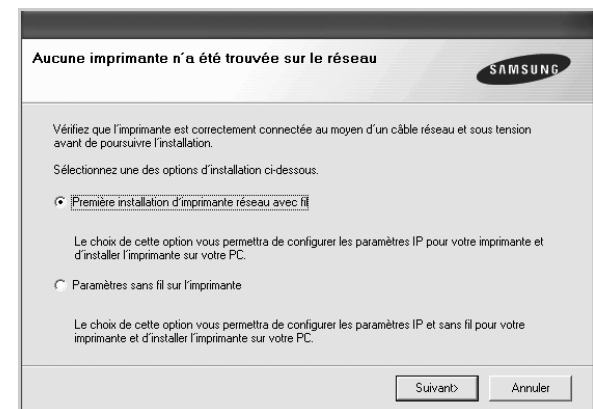 Aucune imprimante n´a été trouvée sur le réseau
SAMSUNG
Vérifiez que l´imprimante est correctement connectée au moyen d´un câble réseau et sous tension
avant de poursuivre l´installation.
Sélectionnez une des options d´installation ci-dessous.
Première installation d´imprimante réseau avec fil
Le choix de cette option vous permettra de configurer les paramètres IP pour votre imprimante et
d´installer l´imprimante sur votre PC.
Paramètres sans fil sur l´imprimante
Le choix de cette option vous permettra de configurer les paramètres IP et sans fil pour votre
imprimante et d´installer l´imprimante sur votre PC.
Suivant>
Annuler